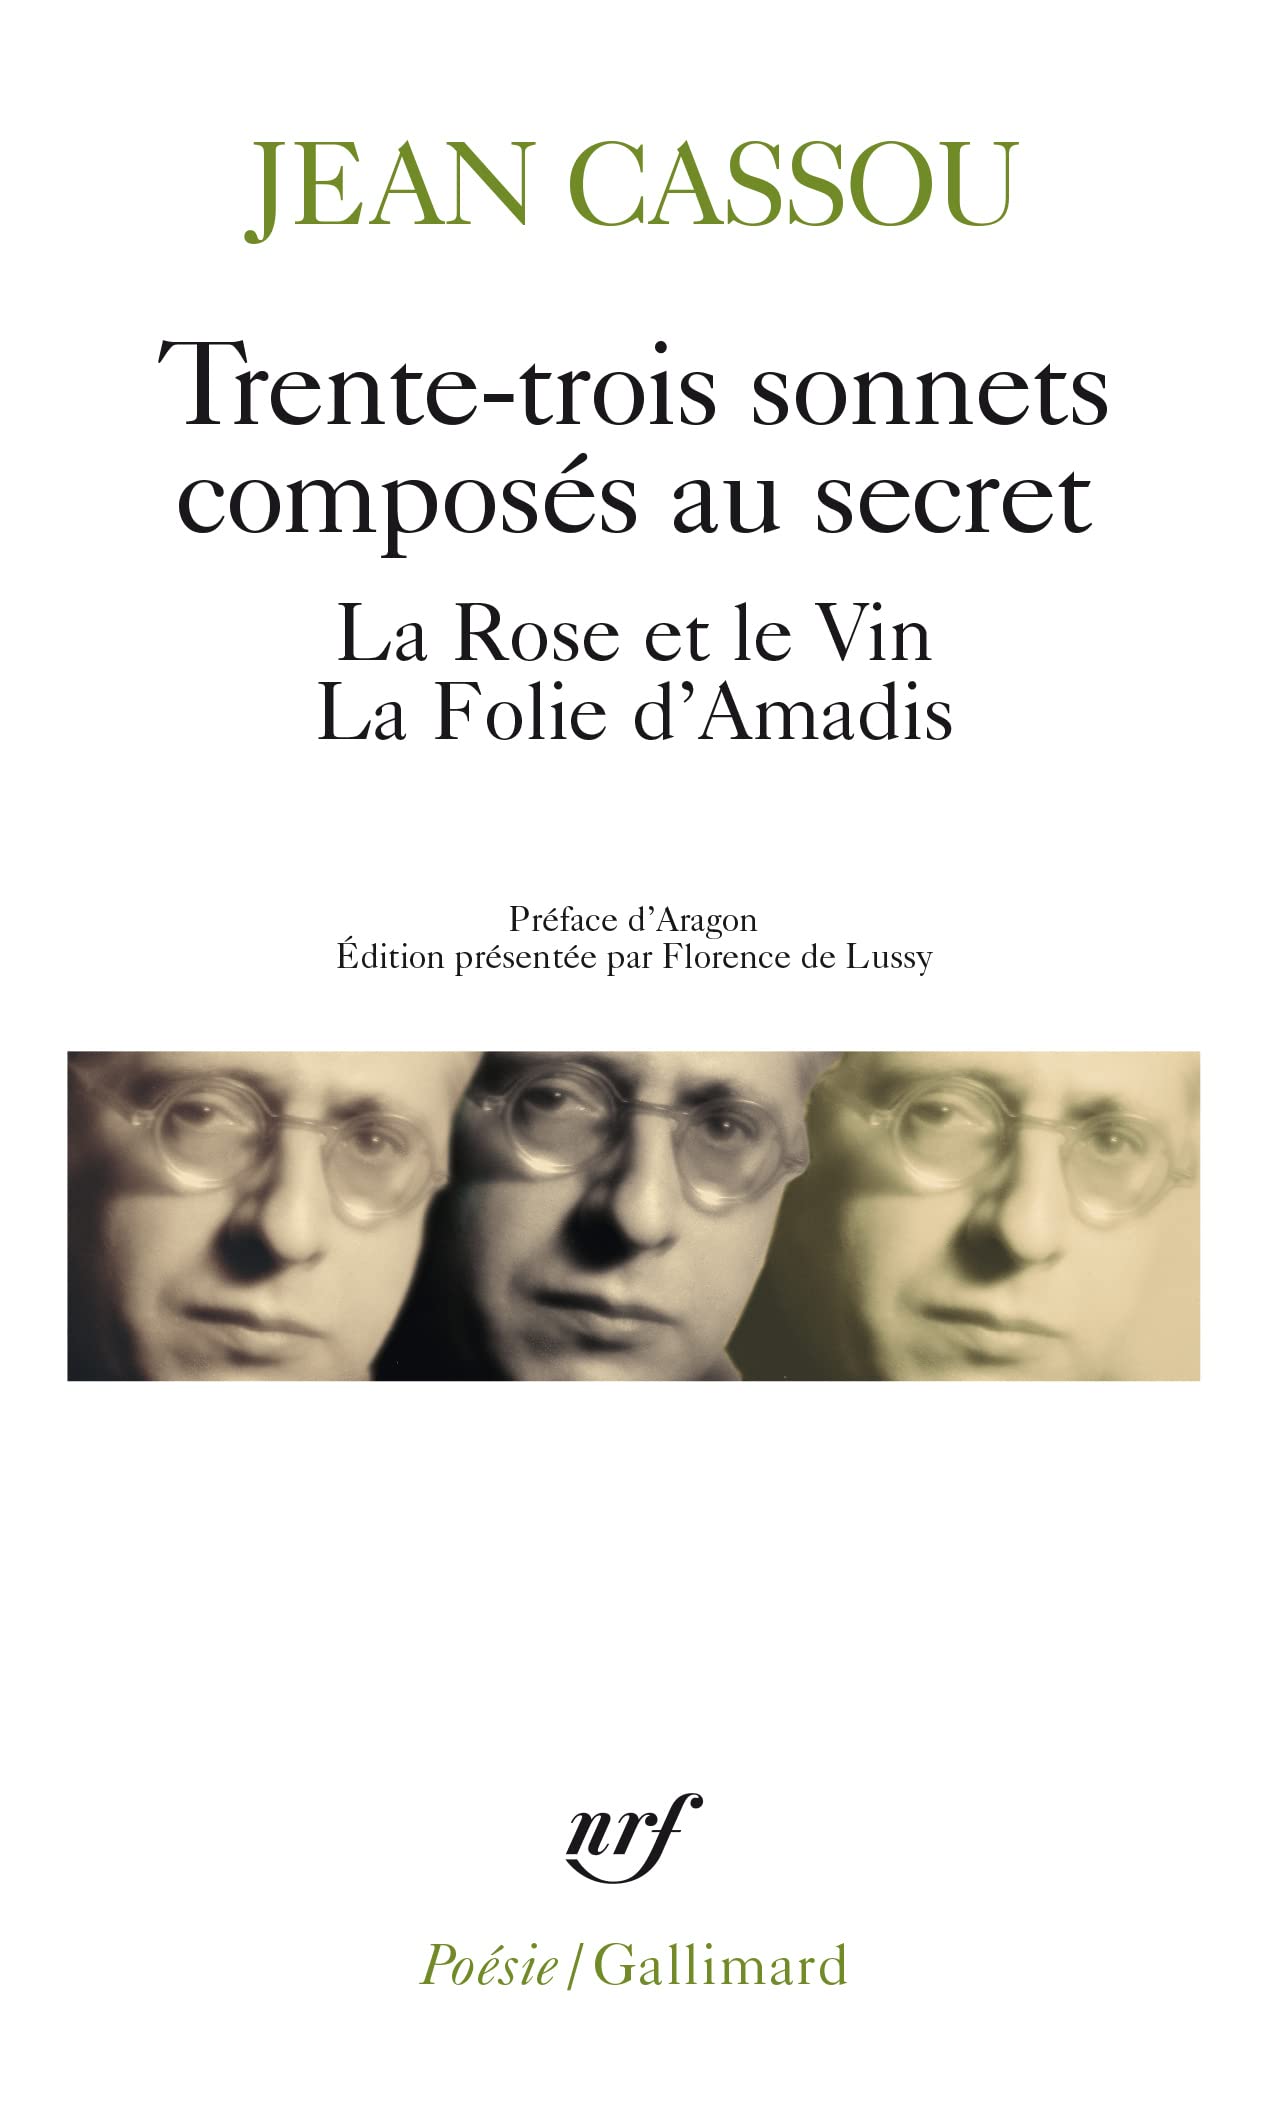 JEAN CASSOU
Trente-trois sonnets
composés au secret
La Rose et le Vin
La Folie d’Amadis
Préface d’Aragon
Édition présentée par Florence de Lussy
nrf
Poésie / Gallimard